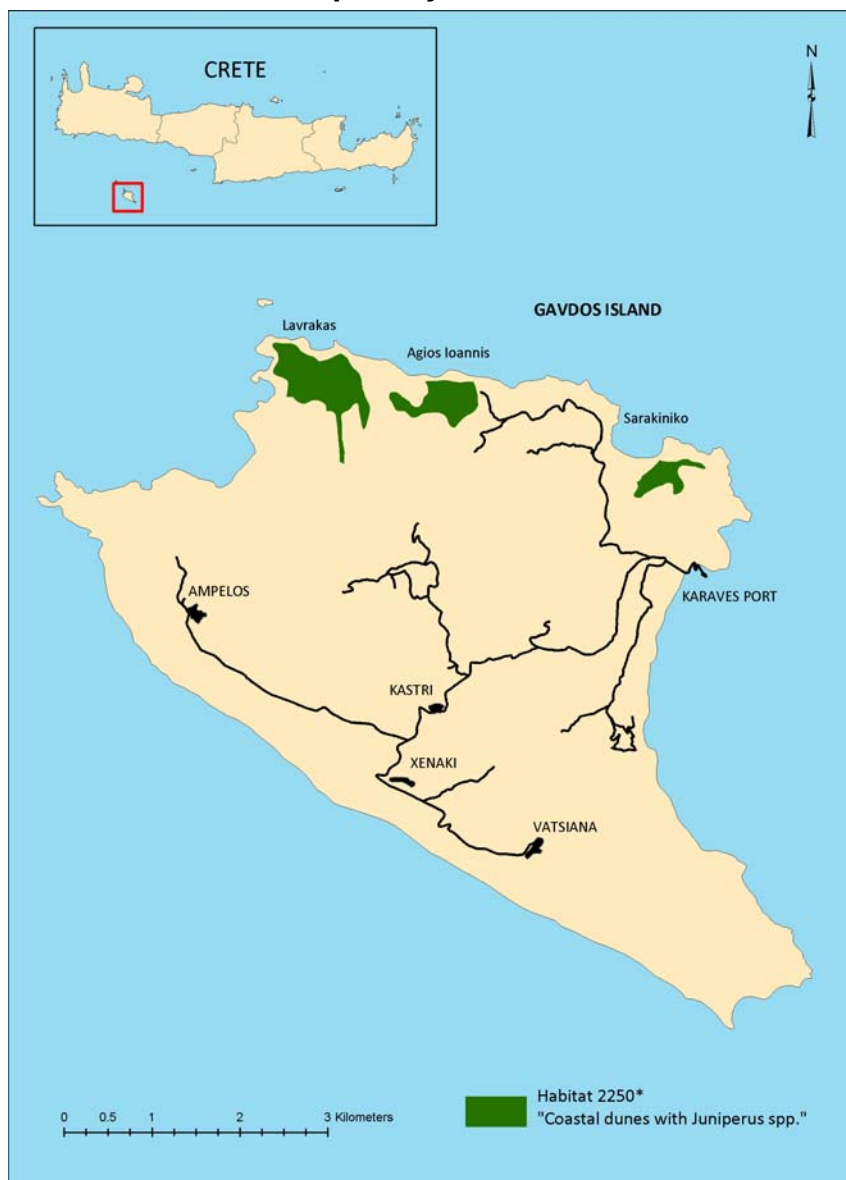 CRETE
N
GAVDOS ISLAND
Lavrakas
Agios Ioannis
Sarakiniko
AMPELOS
KARAVES PORT
KASTRI
XENAKI
VATSIANA
Habitat 2250*
"Coastal dunes with Juniperus spp."
0 0.5 1 2 3 Kilometers